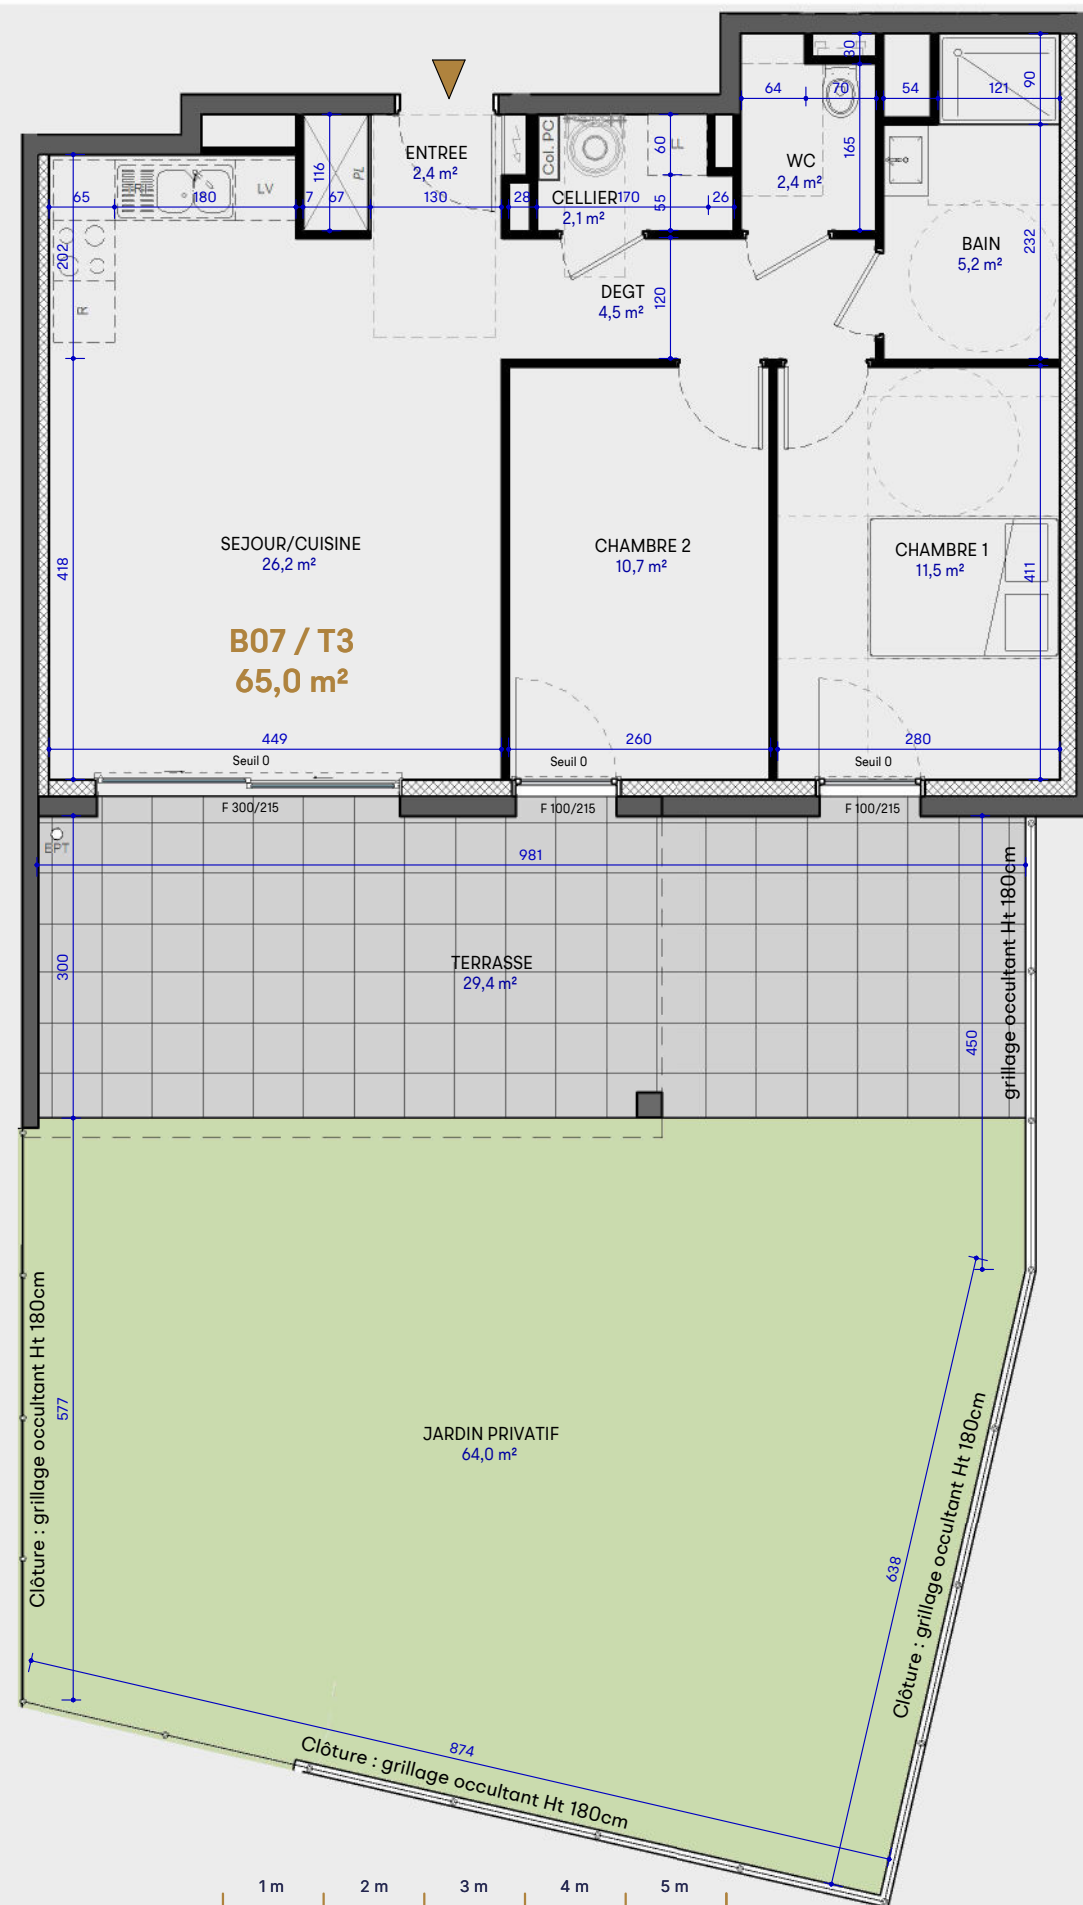 30
64
70
54
121
90
ENTREE
2,4 m²
Col. PC
60
F
165
WC
2,4 m²
116
PL
65
180
LV
7
67
130
28
CELLIER
170
2,1 m²
55
26
BAIN
5,2 m²
232
202
R
DEGT
4,5 m²
120
SEJOUR/CUISINE
26,2 m²
418
CHAMBRE 2
10,7 m²
CHAMBRE 1
11,5 m²
411
B07 / T3
65,0 m²
449
260
280
Seuil 0
Seuil 0
Seuil 0
F 300/215
F 100/215
F 100/215
EPT
981
grillage occultant Ht 180cm
TERRASSE
29,4 m²
300
450
Clôture : grillage occultant Ht 180cm
577
JARDIN PRIVATIF
64,0 m²
638
Clôture : grillage occultant Ht 180cm
874
Clôture : grillage occultant Ht 180cm
1 m
2 m
3 m
4 m
5 m